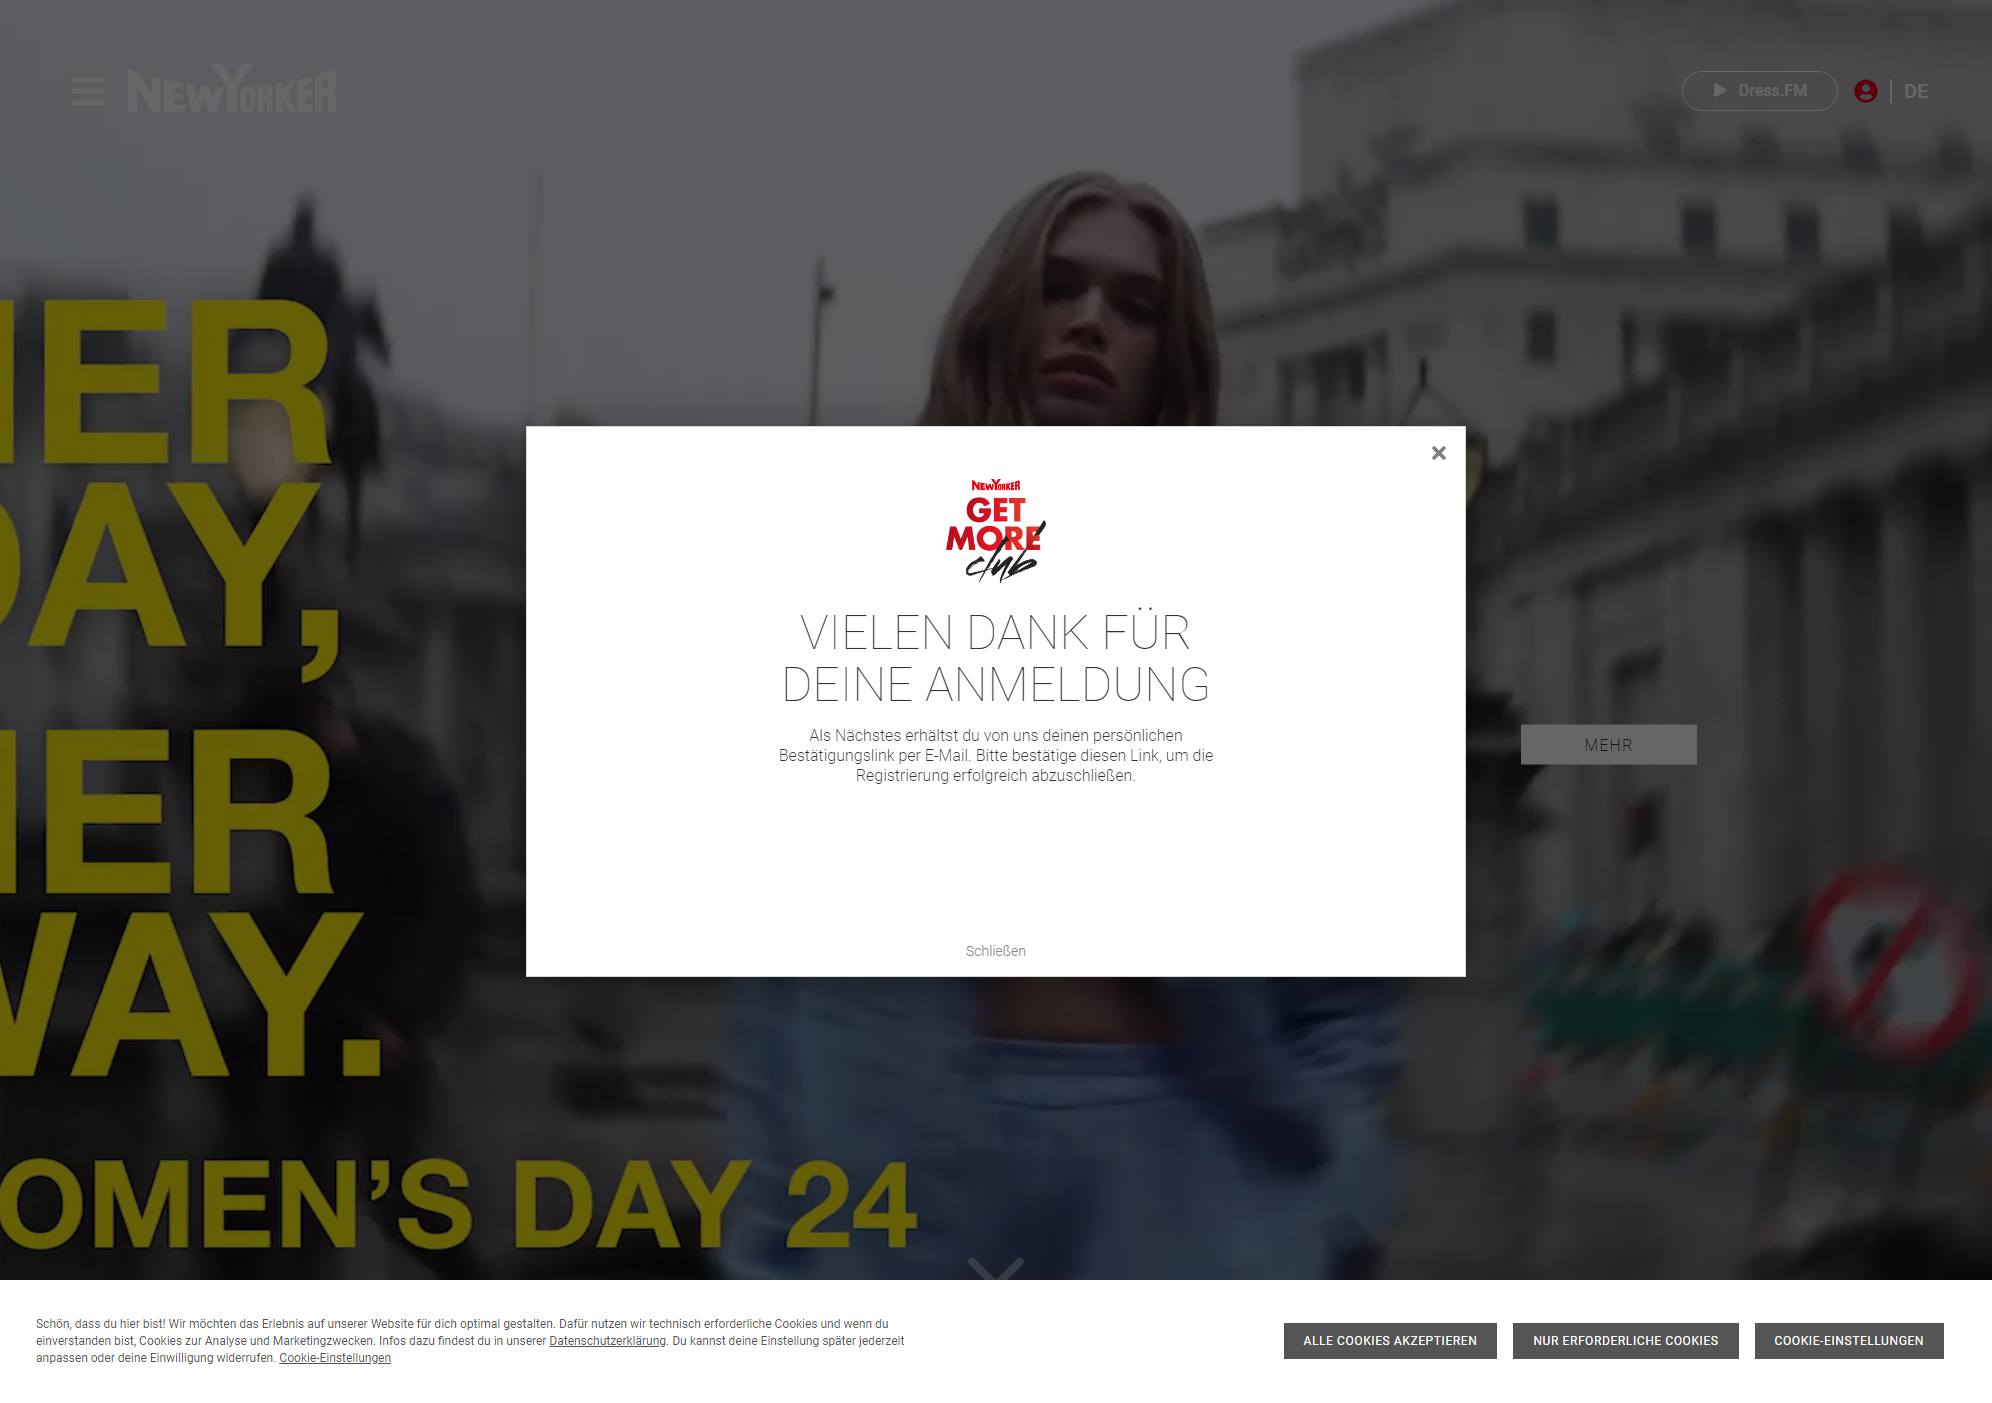 NEWYORKER
Dress.FM
DE
HER
DAY,
HER
WAY.
WOMEN'S DAY 24
NEWYORKER
GET
MORE
club
VIELEN DANK FÜR
DEINE ANMELDUNG
Als Nächstes erhältst du von uns deinen persönlichen
Bestätigungslink per E-Mail. Bitte bestätige diesen Link, um die
Registrierung erfolgreich abzuschließen.
Schließen
MEHR
Schön, dass du hier bist! Wir möchten das Erlebnis auf unserer Website für dich optimal gestalten. Dafür nutzen wir technisch erforderliche Cookies und wenn du
einverstanden bist, Cookies zur Analyse und Marketingzwecken. Infos dazu findest du in unserer Datenschutzerklärung. Du kannst deine Einstellung später jederzeit
anpassen oder deine Einwilligung widerrufen. Cookie-Einstellungen
ALLE COOKIES AKZEPTIEREN
NUR ERFORDERLICHE COOKIES
COOKIE-EINSTELLUNGEN